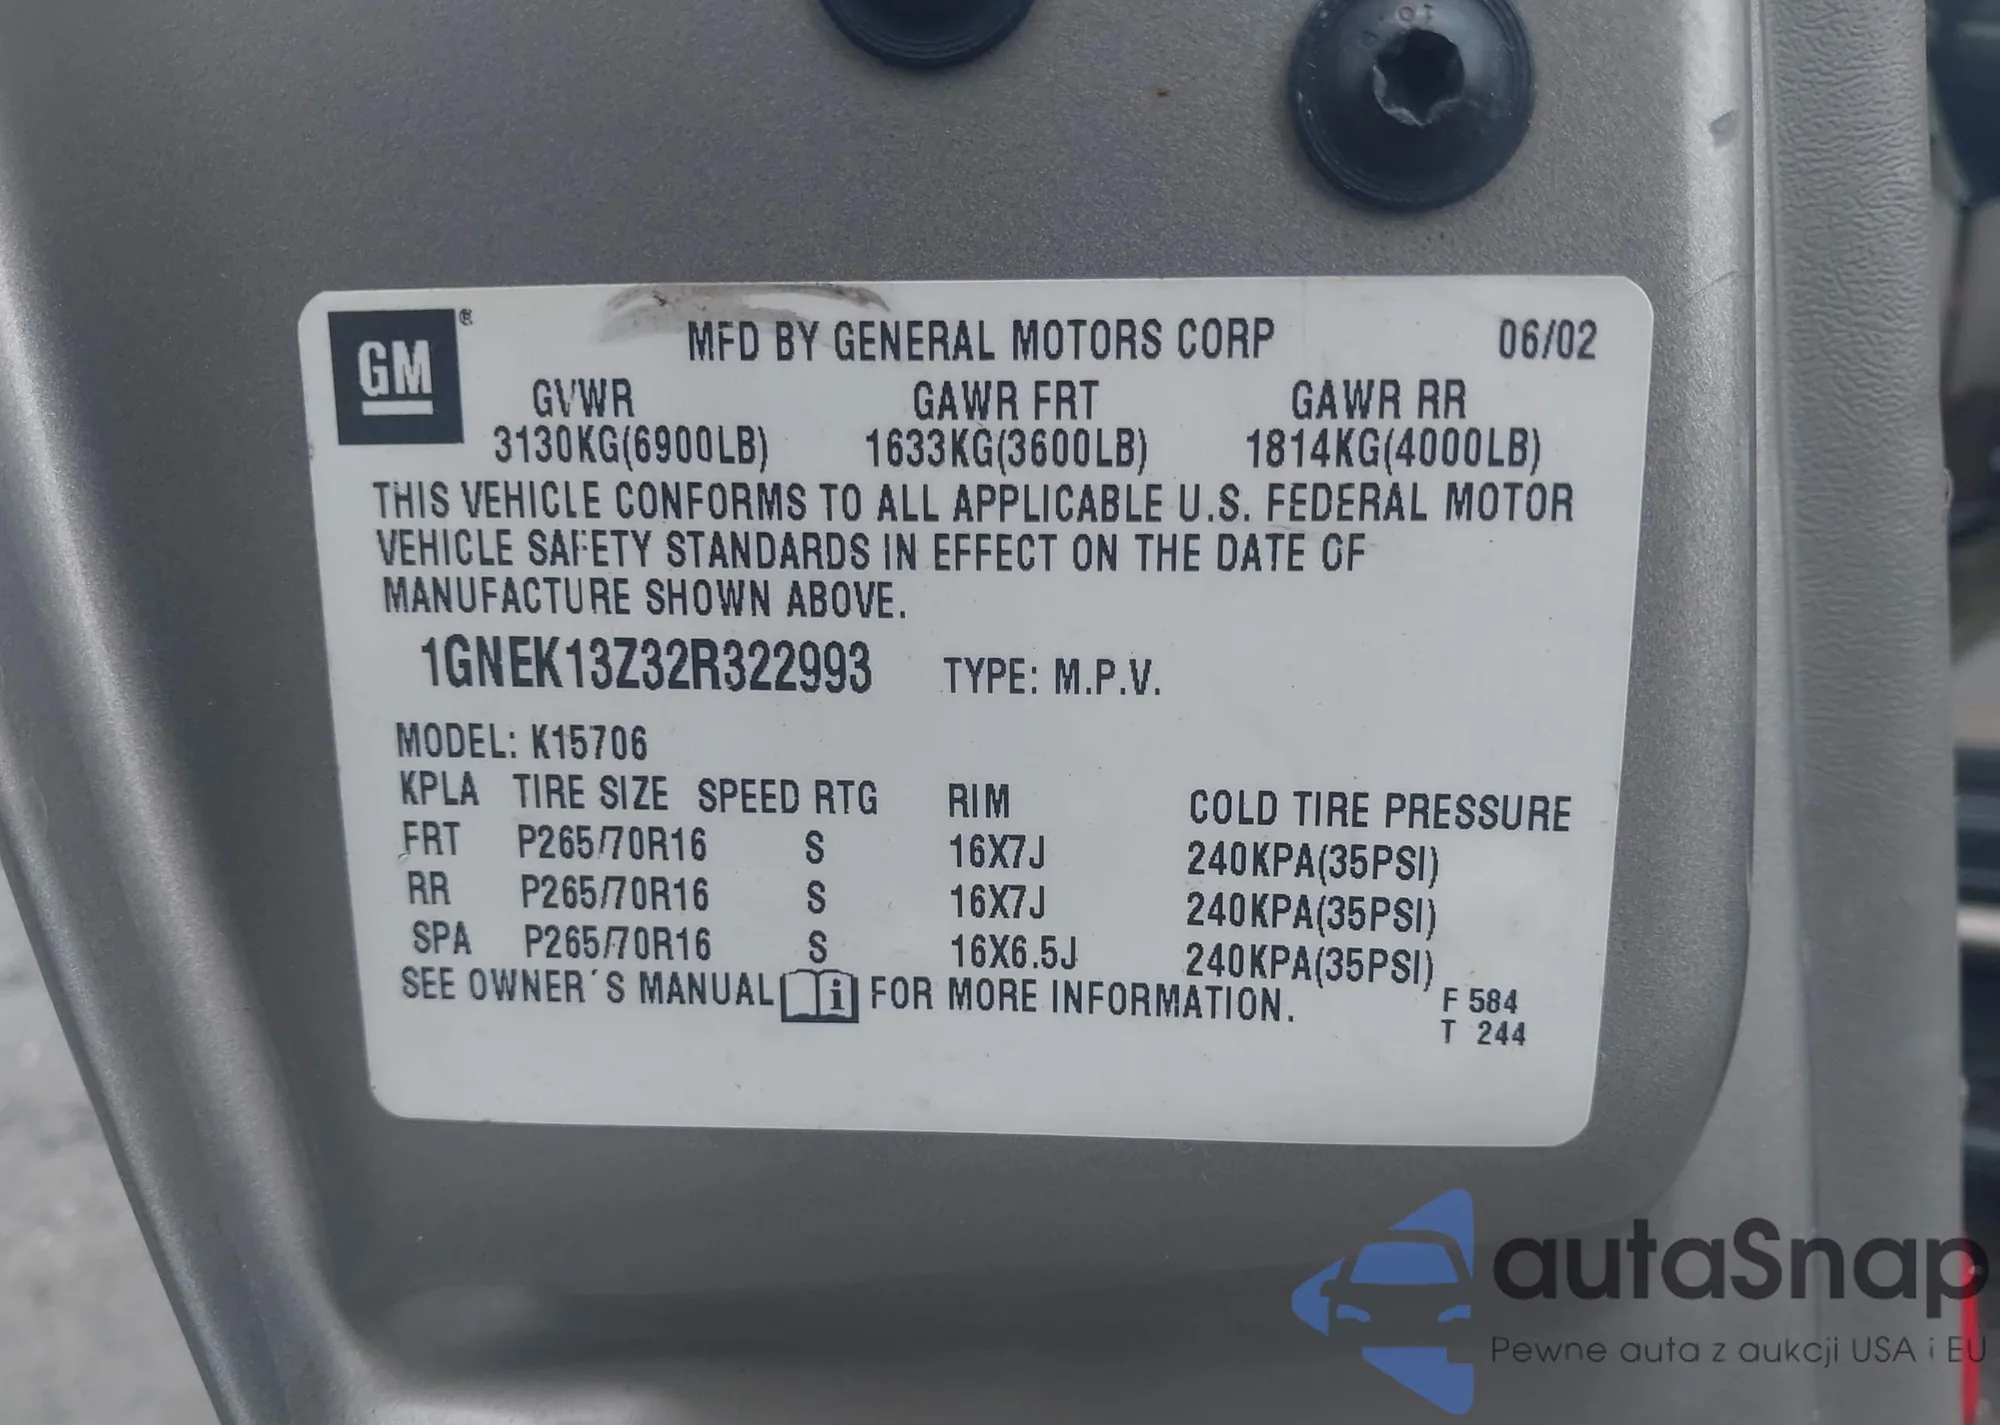 GM®
MFD BY GENERAL MOTORS CORP 06/02
GVWR GAWR FRT GAWR RR
3130KG(6900LB) 1633KG(3600LB) 1814KG(4000LB)
THIS VEHICLE CONFORMS TO ALL APPLICABLE U.S. FEDERAL MOTOR
VEHICLE SAFETY STANDARDS IN EFFECT ON THE DATE OF
MANUFACTURE SHOWN ABOVE.
1GNEK13Z32R322993 TYPE: M.P.V.
MODEL: K15706
KPLA TIRE SIZE SPEED RTG RIM COLD TIRE PRESSURE
FRT P265/70R16 S 16X7J 240KPA(35PSI)
RR P265/70R16 S 16X7J 240KPA(35PSI)
SPA P265/70R16 S 16X6.5J 240KPA(35PSI)
SEE OWNER´S MANUAL i FOR MORE INFORMATION.
F 584
T 244
autaSnap
Pewne auta z aukcji USA i EU